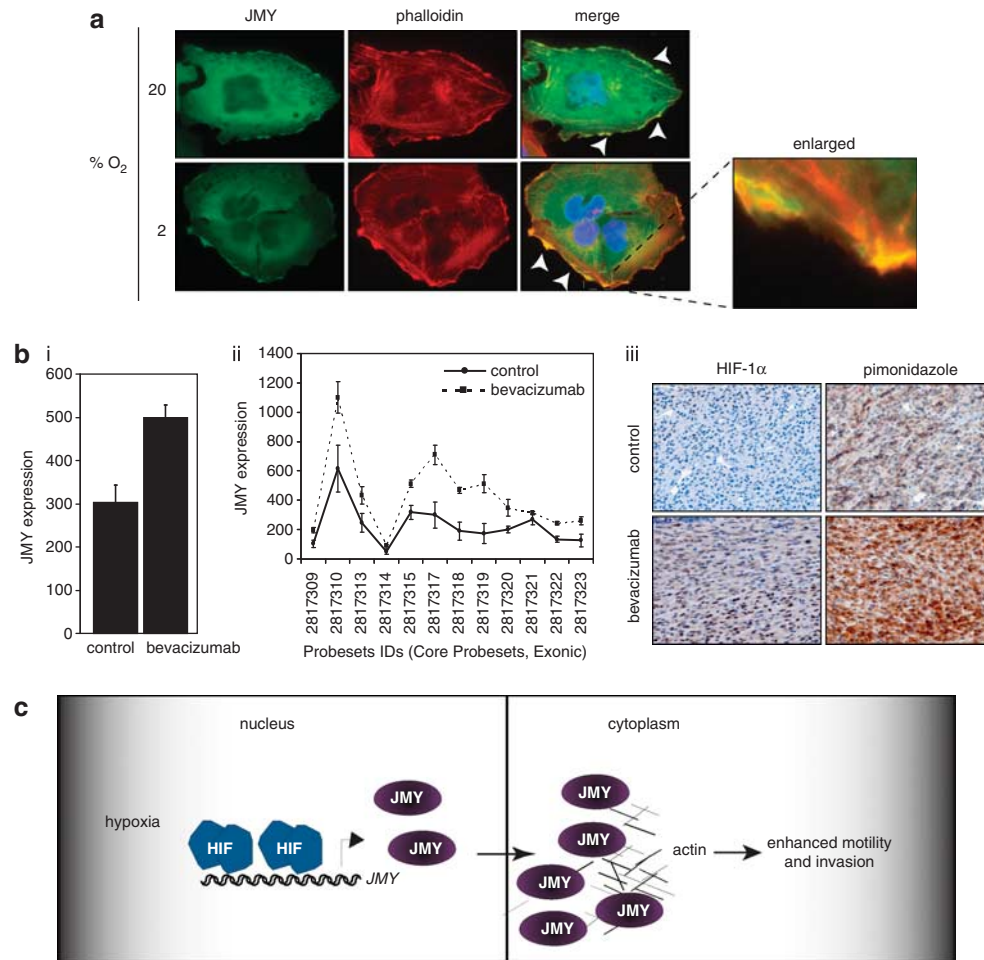 a
JMY
phalloidin
merge
20
% O2
2
enlarged
b
i
JMY expression
600
500
400
300
200
100
0
control
bevacizumab
ii
JMY expression
1400
1200
1000
800
600
400
200
0
control
bevacizumab
2817309
2817310
2817313
2817314
2817315
2817317
2817318
2817319
2817320
2817321
2817322
2817323
Probesets IDs (Core Probesets, Exonic)
iii
HIF-1α
pimonidazole
control
bevacizumab
c
nucleus
cytoplasm
hypoxia
HIF
HIF
JMY
JMY
JMY
JMY
JMY
JMY
JMY
JMY
actin
enhanced motility
and invasion